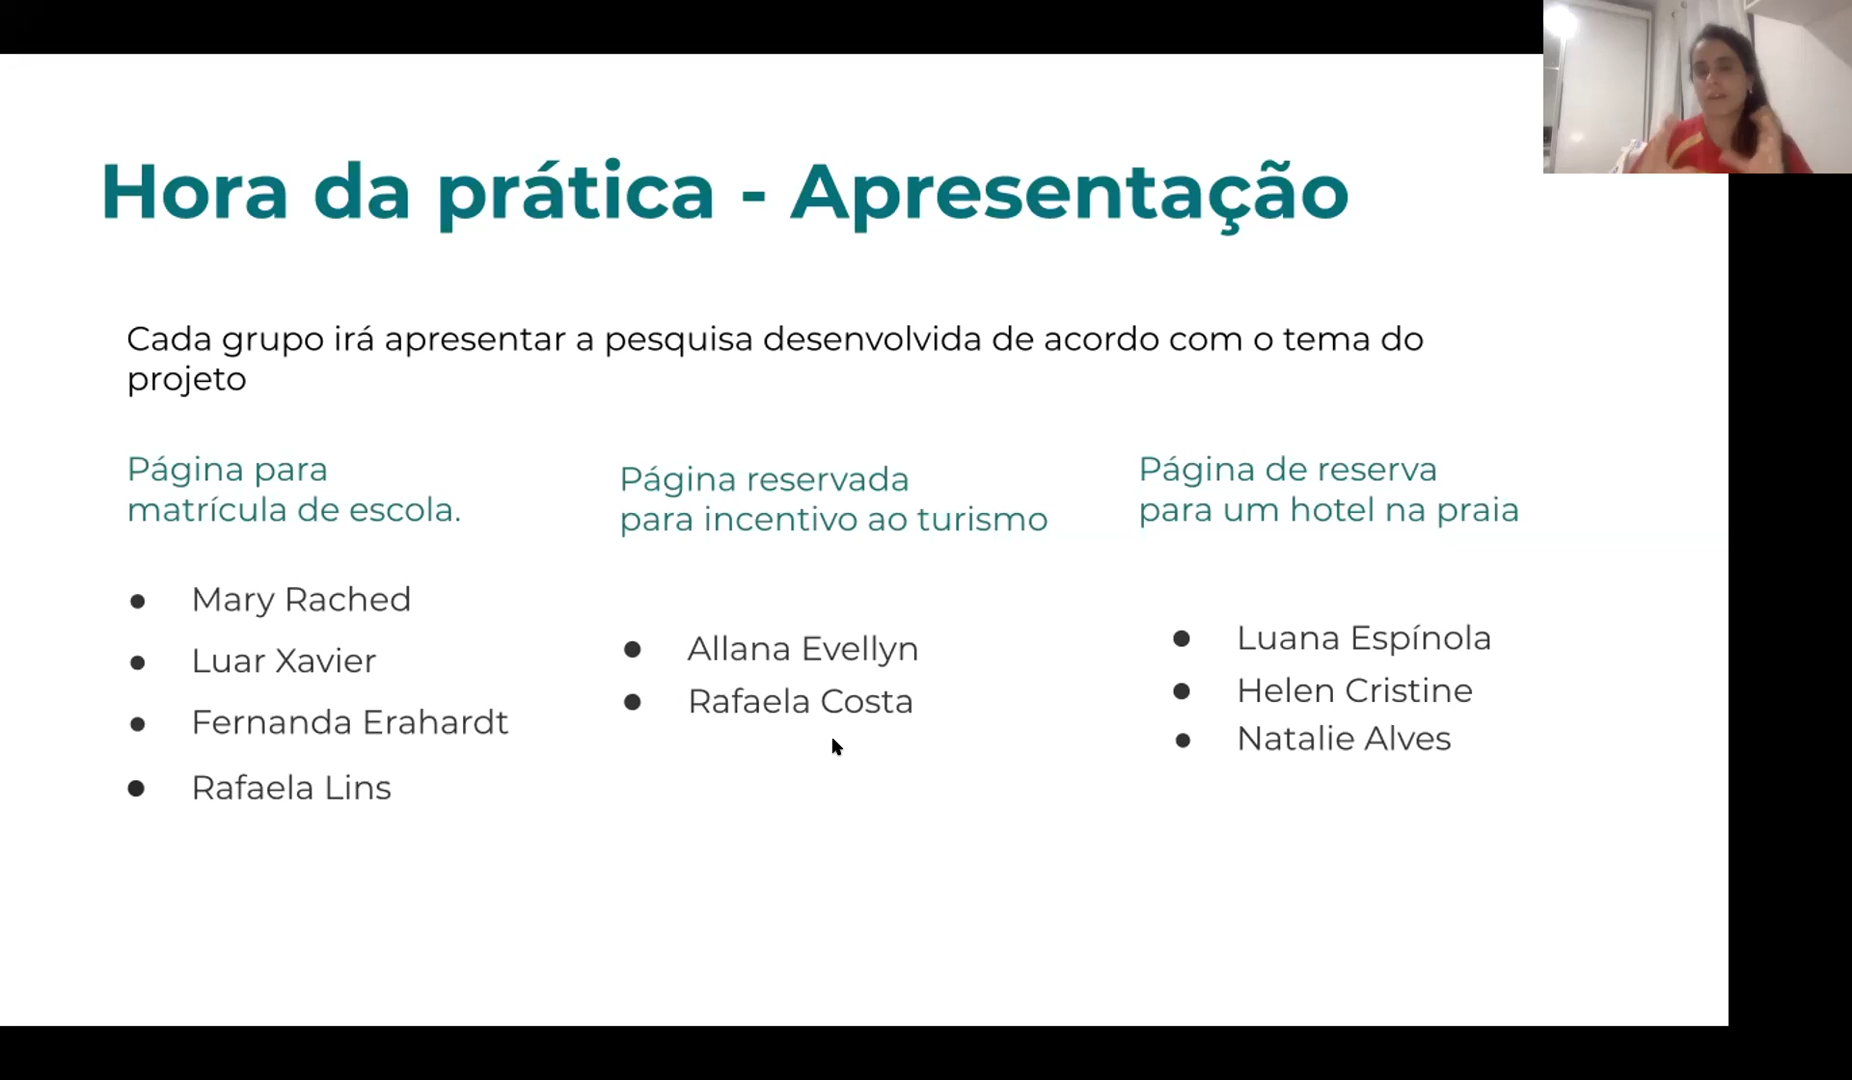 Hora da prática - Apresentação
Cada grupo irá apresentar a pesquisa desenvolvida de acordo com o tema do
projeto
Página para
matrícula de escola.
Mary Rached
Luar Xavier
Fernanda Erahardt
Rafaela Lins
Página reservada
para incentivo ao turismo
Allana Evellyn
Rafaela Costa
Página de reserva
para um hotel na praia
Luana Espínola
Helen Cristine
Natalie Alves